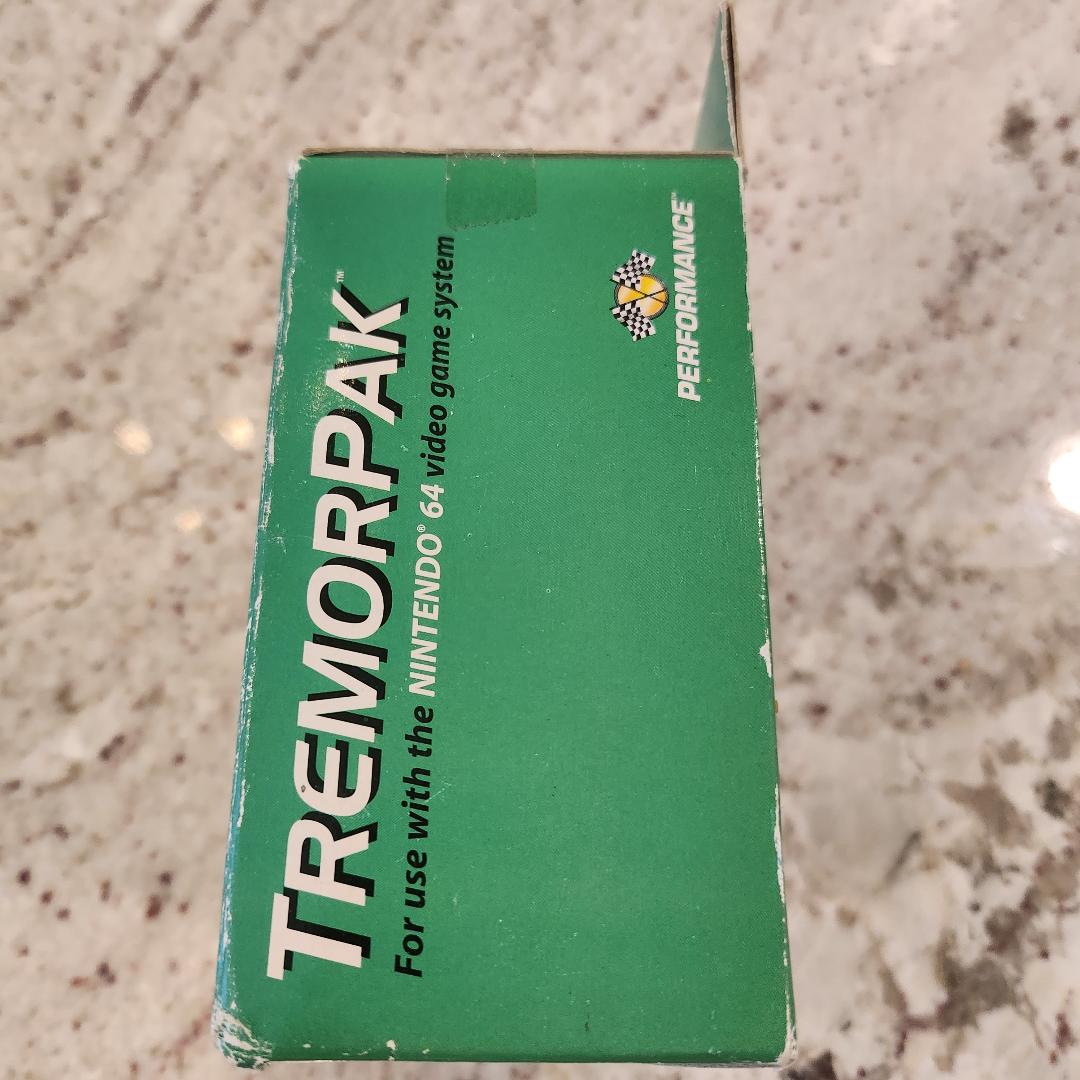 TREMORPAK™
For use with the NINTENDO® 64 video game system
PERFORMANCE™